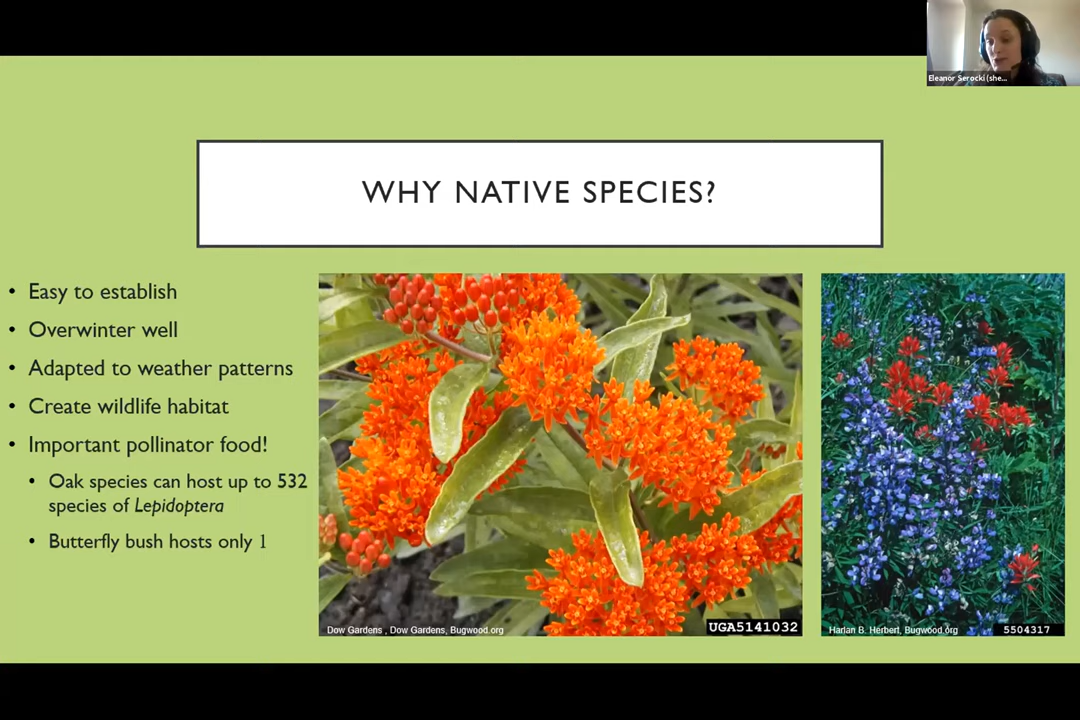 Eleanor Serocki (she...
WHY NATIVE SPECIES?
• Easy to establish
• Overwinter well
• Adapted to weather patterns
• Create wildlife habitat
• Important pollinator food!
• Oak species can host up to 532
species of Lepidoptera
• Butterfly bush hosts only 1
Dow Gardens , Dow Gardens, Bugwood.org
UGA5141032
Harlan B. Herbert, Bugwood.org
5504317